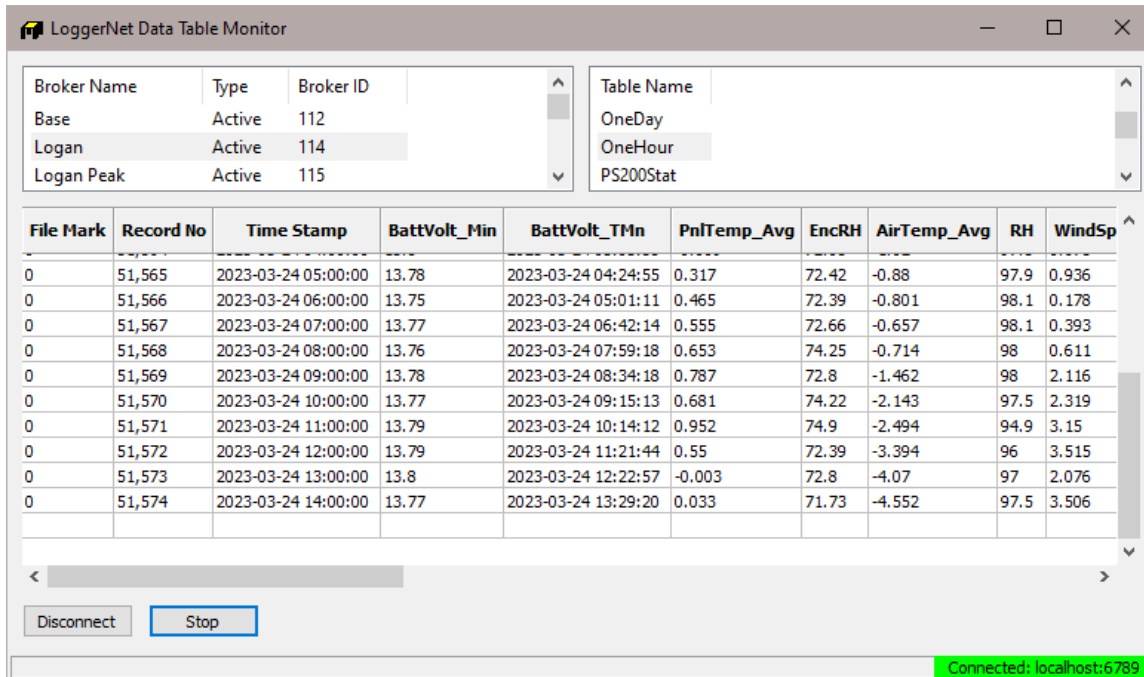 LoggerNet Data Table Monitor
Broker Name Type Broker ID
Base Active 112
Logan Active 114
Logan Peak Active 115
Table Name
OneDay
OneHour
PS200Stat
File Mark Record No Time Stamp BattVolt_Min BattVolt_TMn PnlTemp_Avg EncRH AirTemp_Avg RH WindSp
0 51,565 2023-03-24 05:00:00 13.78 2023-03-24 04:24:55 0.317 72.42 -0.88 97.9 0.936
0 51,566 2023-03-24 06:00:00 13.75 2023-03-24 05:01:11 0.465 72.39 -0.801 98.1 0.178
0 51,567 2023-03-24 07:00:00 13.77 2023-03-24 06:42:14 0.555 72.66 -0.657 98.1 0.393
0 51,568 2023-03-24 08:00:00 13.76 2023-03-24 07:59:18 0.653 74.25 -0.714 98 0.611
0 51,569 2023-03-24 09:00:00 13.78 2023-03-24 08:34:18 0.787 72.8 -1.462 98 2.116
0 51,570 2023-03-24 10:00:00 13.77 2023-03-24 09:15:13 0.681 74.22 -2.143 97.5 2.319
0 51,571 2023-03-24 11:00:00 13.79 2023-03-24 10:14:12 0.952 74.9 -2.494 94.9 3.15
0 51,572 2023-03-24 12:00:00 13.79 2023-03-24 11:21:44 0.55 72.39 -3.394 96 3.515
0 51,573 2023-03-24 13:00:00 13.8 2023-03-24 12:22:57 -0.003 72.8 -4.07 97 2.076
0 51,574 2023-03-24 14:00:00 13.77 2023-03-24 13:29:20 0.033 71.73 -4.552 97.5 3.506
Disconnect Stop
Connected: localhost:6789